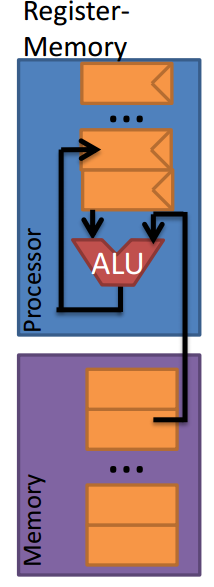 Register-
Memory
...
Processor
ALU
...
Memory